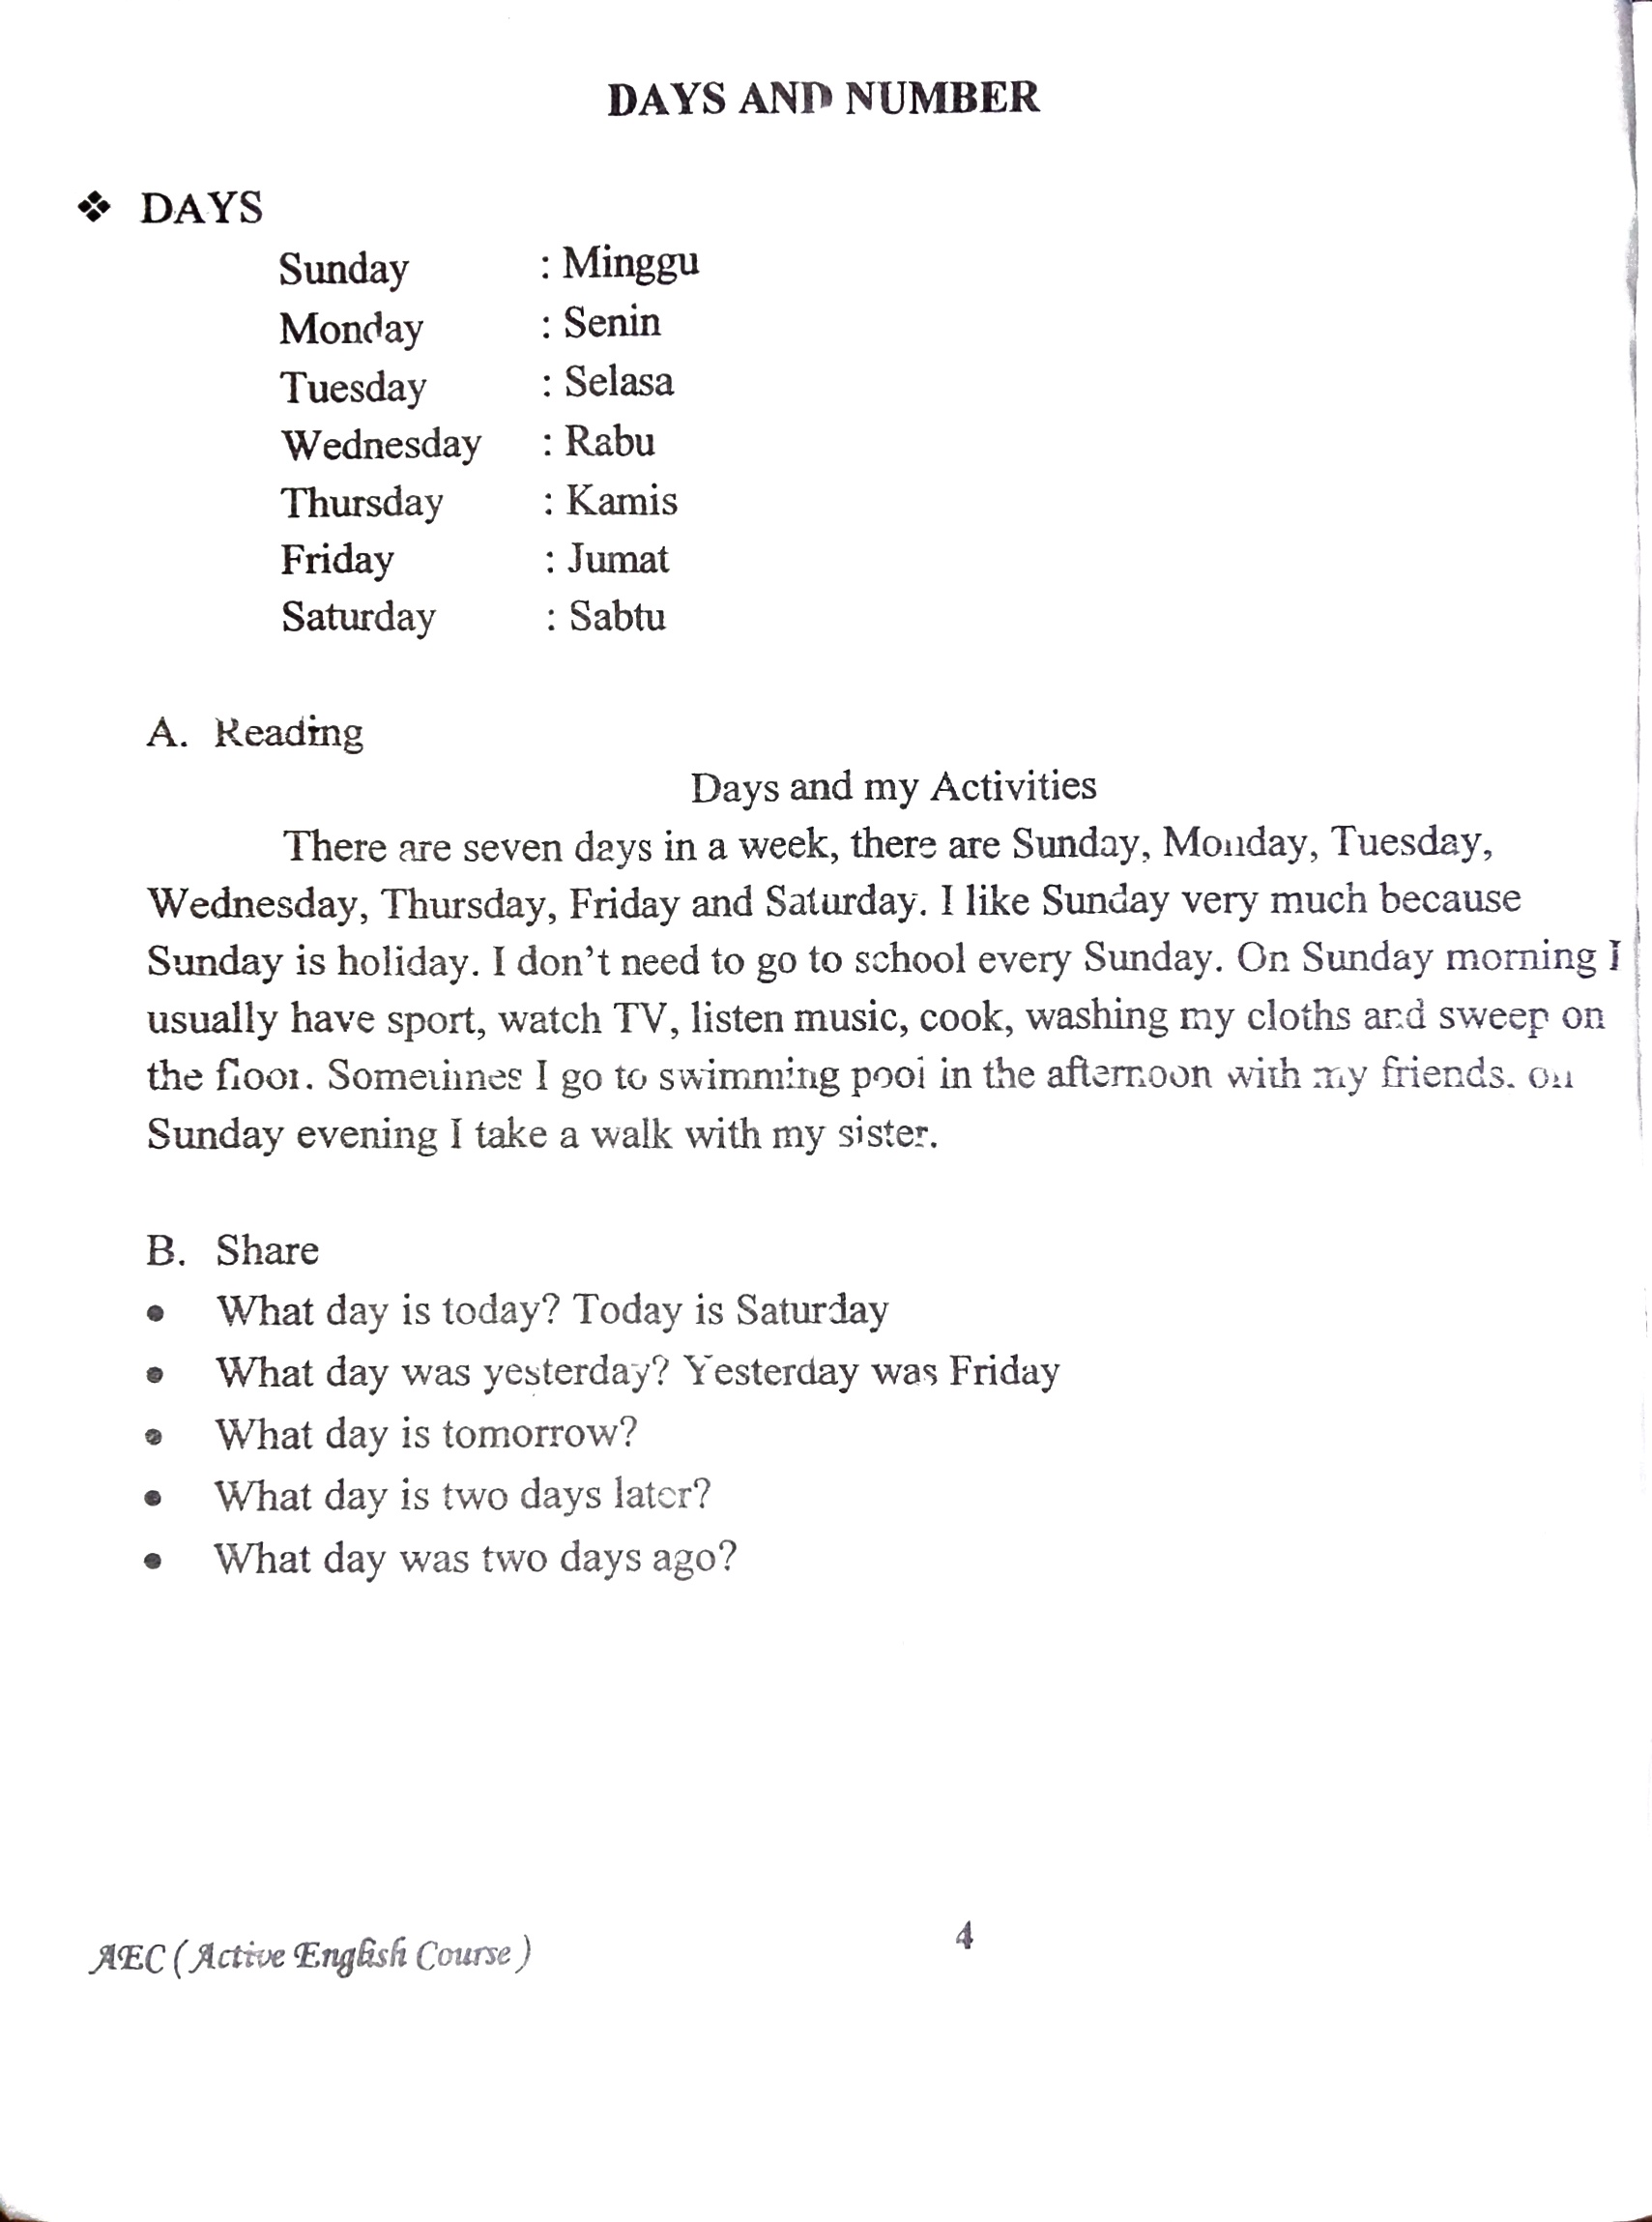 DAYS AND NUMBER
❖ DAYS
Sunday : Minggu
Monday : Senin
Tuesday : Selasa
Wednesday : Rabu
Thursday : Kamis
Friday : Jumat
Saturday : Sabtu
A. Reading
Days and my Activities
There are seven days in a week, there are Sunday, Monday, Tuesday,
Wednesday, Thursday, Friday and Saturday. I like Sunday very much because
Sunday is holiday. I don't need to go to school every Sunday. On Sunday morning I
usually have sport, watch TV, listen music, cook, washing my cloths and sweep on
the floor. Sometimes I go to swimming pool in the afternoon with my friends. on
Sunday evening I take a walk with my sister.
B. Share
• What day is today? Today is Saturday
• What day was yesterday? Yesterday was Friday
• What day is tomorrow?
• What day is two days later?
• What day was two days ago?
AEC ( Active English Course ) 4